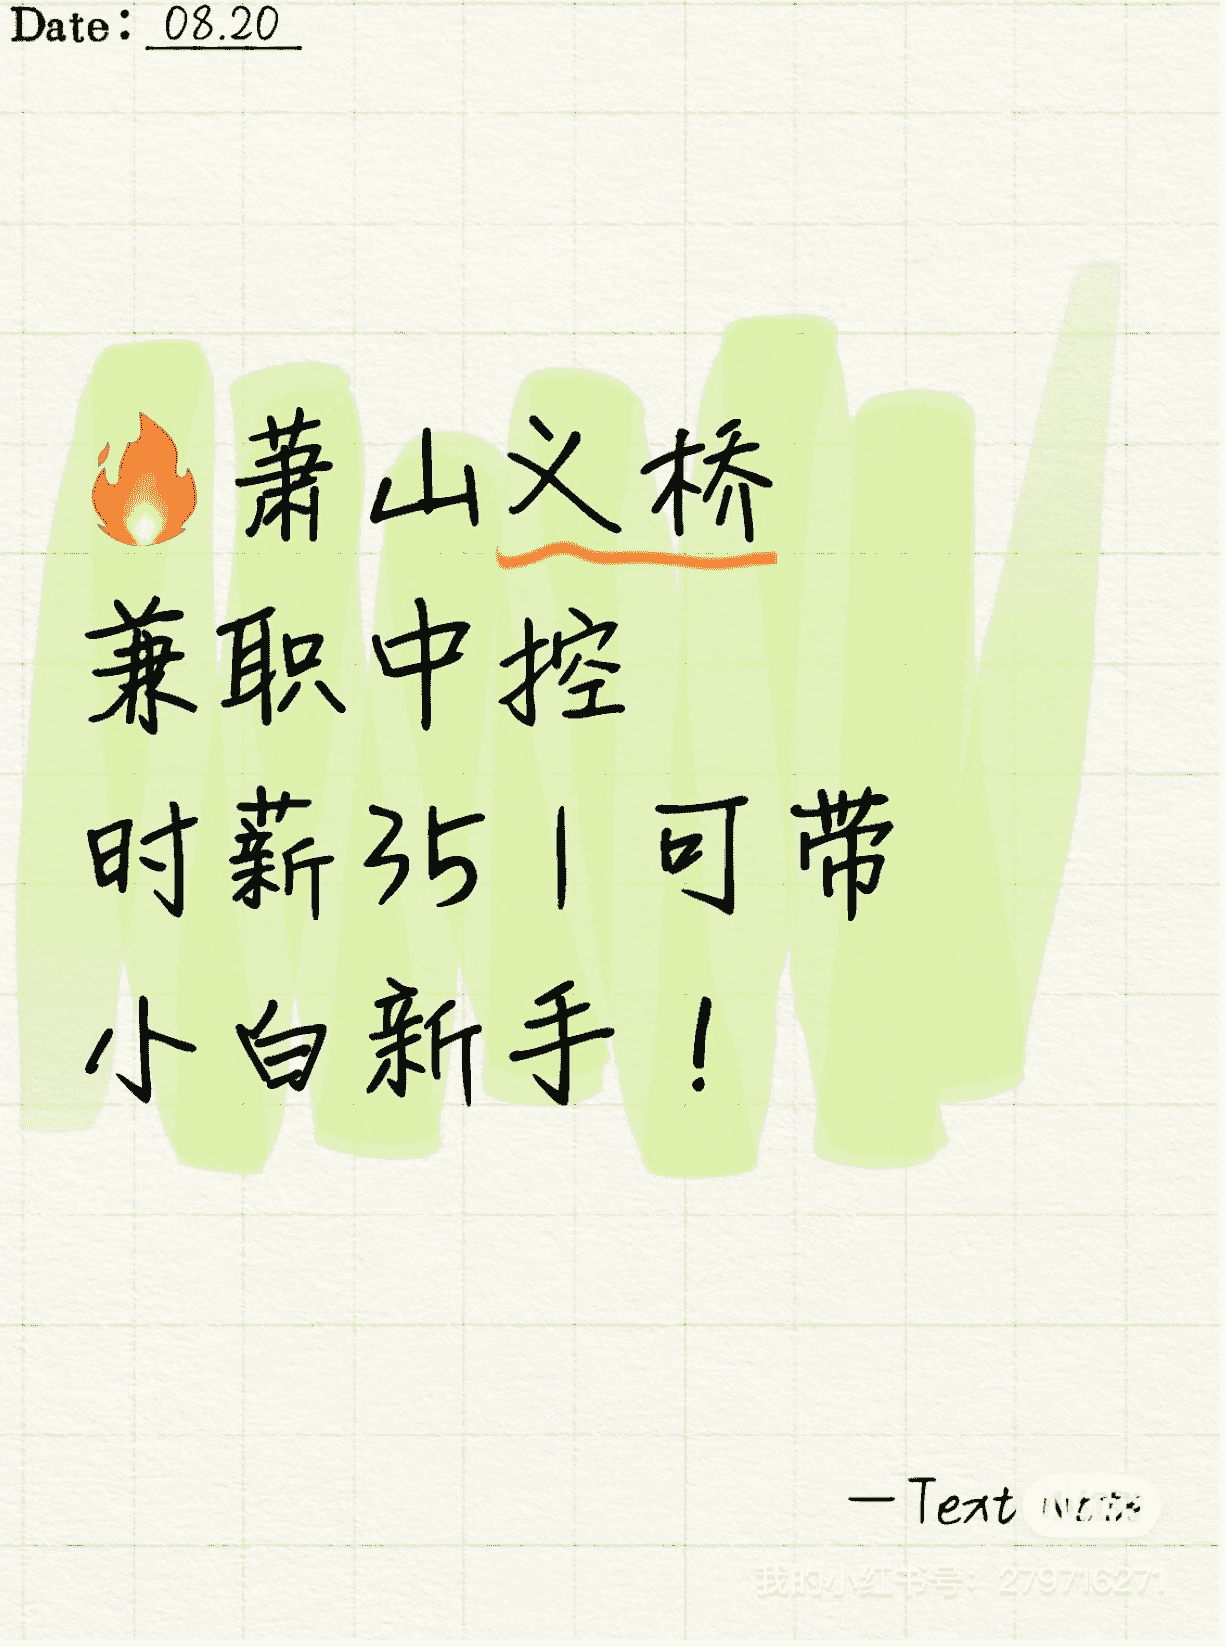 Date: 08.20
🔥萧山义桥
兼职中控
时薪35｜可带
小白新手！
— Text
我的小红书号：279716271